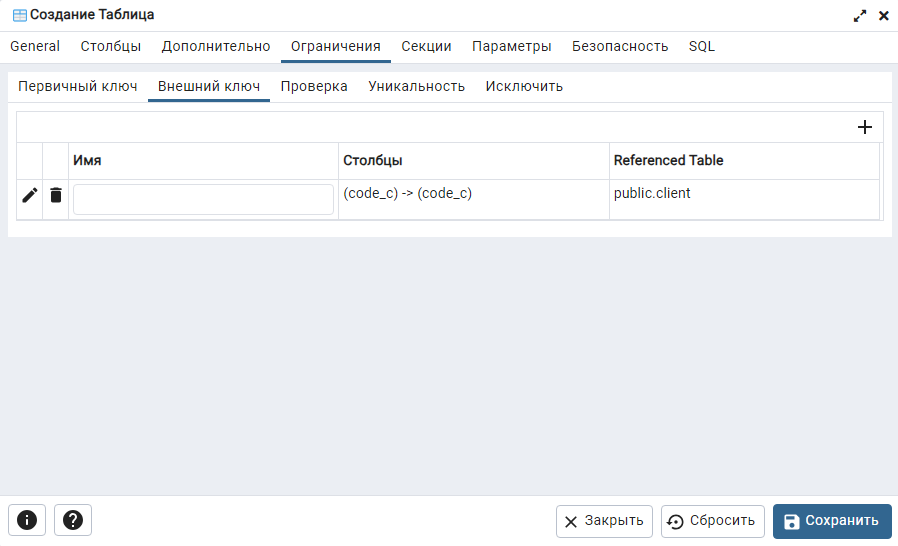 Создание Таблица
General Столбцы Дополнительно Ограничения Секции Параметры Безопасность SQL
Первичный ключ Внешний ключ Проверка Уникальность Исключить
Имя Столбцы Referenced Table
(code_c) -> (code_c) public.client
Закрыть Сбросить Сохранить